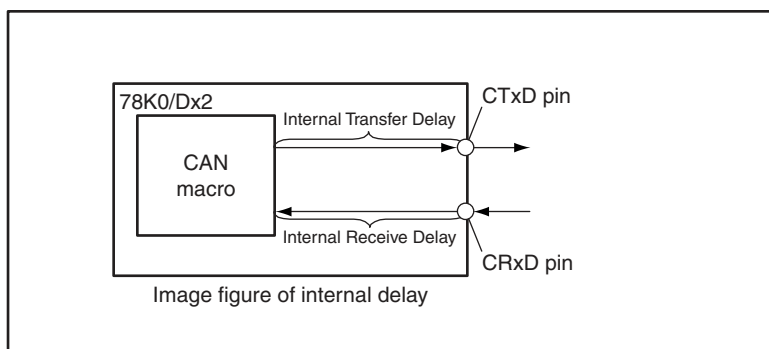 78K0/Dx2
CTxD pin
Internal Transfer Delay
CAN
macro
Internal Receive Delay
CRxD pin
Image figure of internal delay